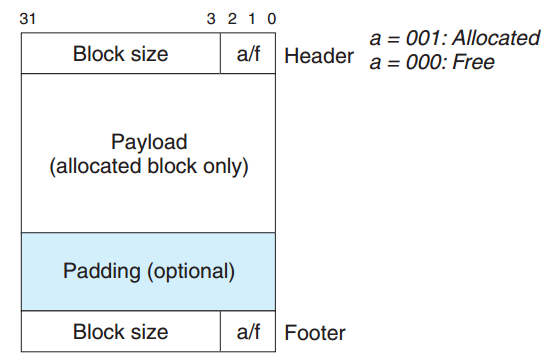 31 3 2 1 0
Block size a/f Header a = 001: Allocated
a = 000: Free
Payload
(allocated block only)
Padding (optional)
Block size a/f Footer